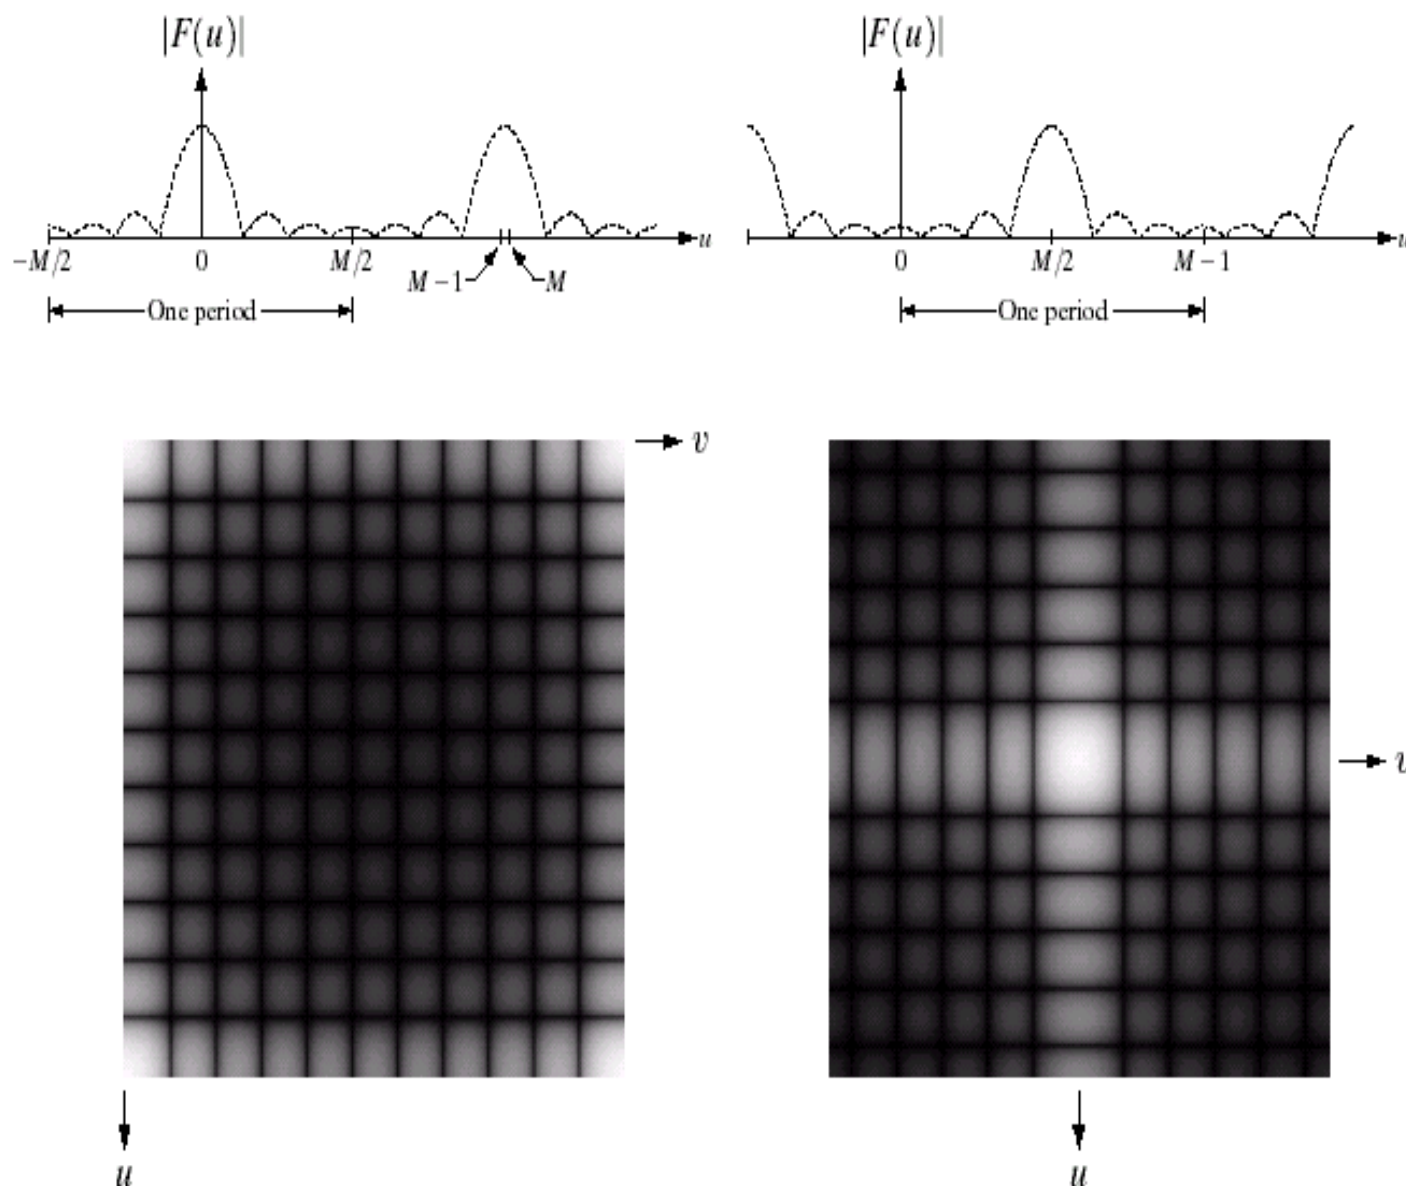 |F(u)|
|F(u)|
-M/2 0 M/2 M-1 M u
0 M/2 M-1 u
One period
One period
v
v
u
u